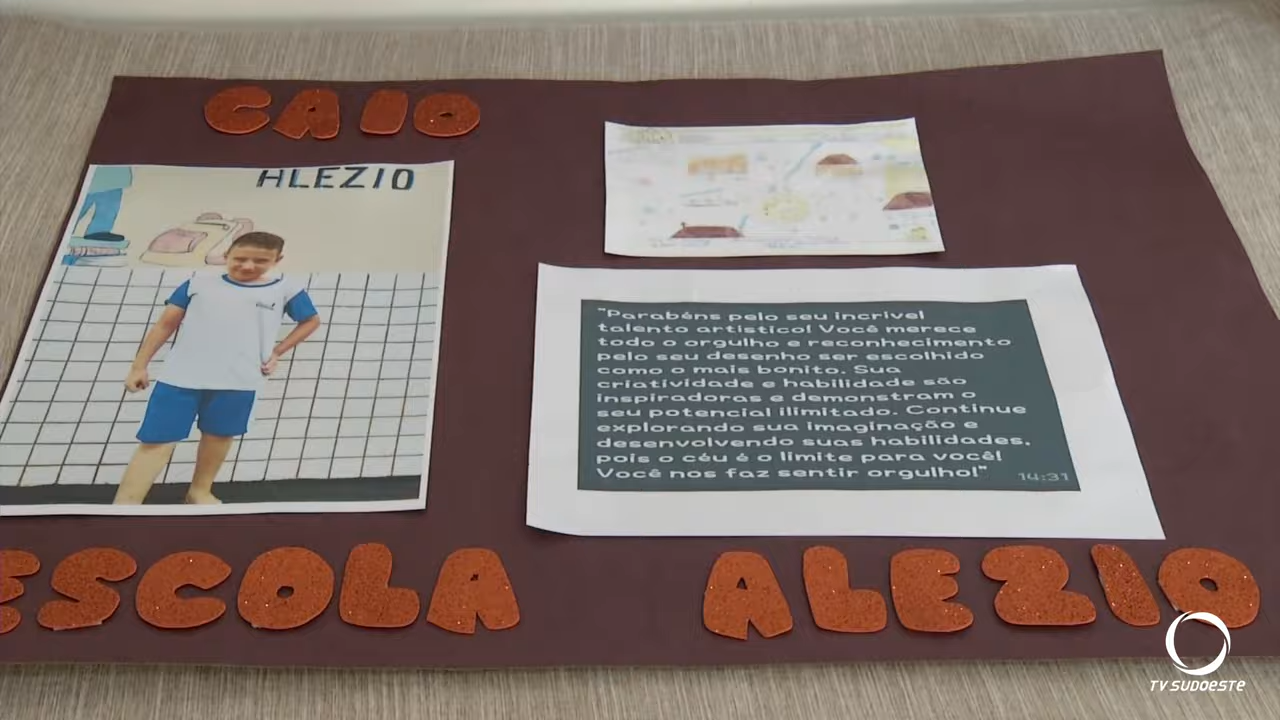 CAIO
ALEZIO
"Parabéns pelo seu incrivel
talento artistico! Você merece
todo o orgulho e reconhecimento
pelo seu desenho ser escolhido
como o mais bonito. Sua
criatividade e habilidade são
inspiradoras e demonstram o
seu potencial ilimitado. Continue
explorando sua imaginação e
desenvolvendo suas habilidades,
pois o céu é o limite para você!
Você nos faz sentir orgulho!"
14:31
ESCOLA ALEZIO
TV SUDOESTE